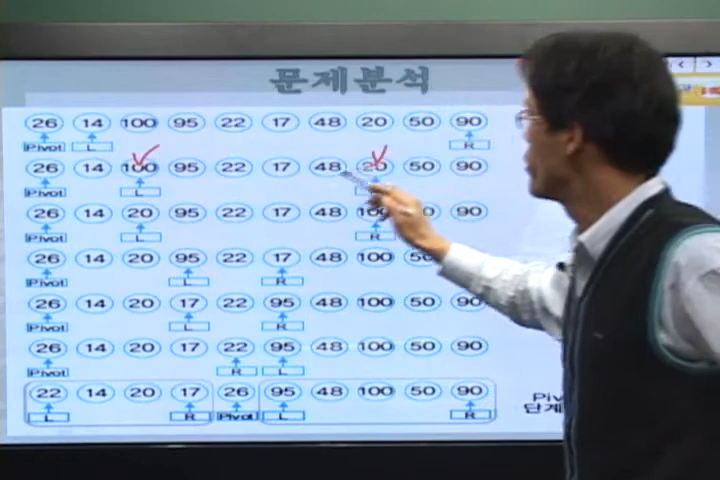 문제분석
26 14 100 95 22 17 48 20 50 90
Pivot L R
26 14 100 95 22 17 48 20 50 90
Pivot L
26 14 20 95 22 17 48 100 90
Pivot L R
26 14 20 95 22 17 48 100 90
Pivot L R
26 14 20 17 22 95 48 100 50 90
Pivot L R
26 14 20 17 22 95 48 100 50 90
Pivot R L
22 14 20 17 26 95 48 100 50 90
L R Pivot L R